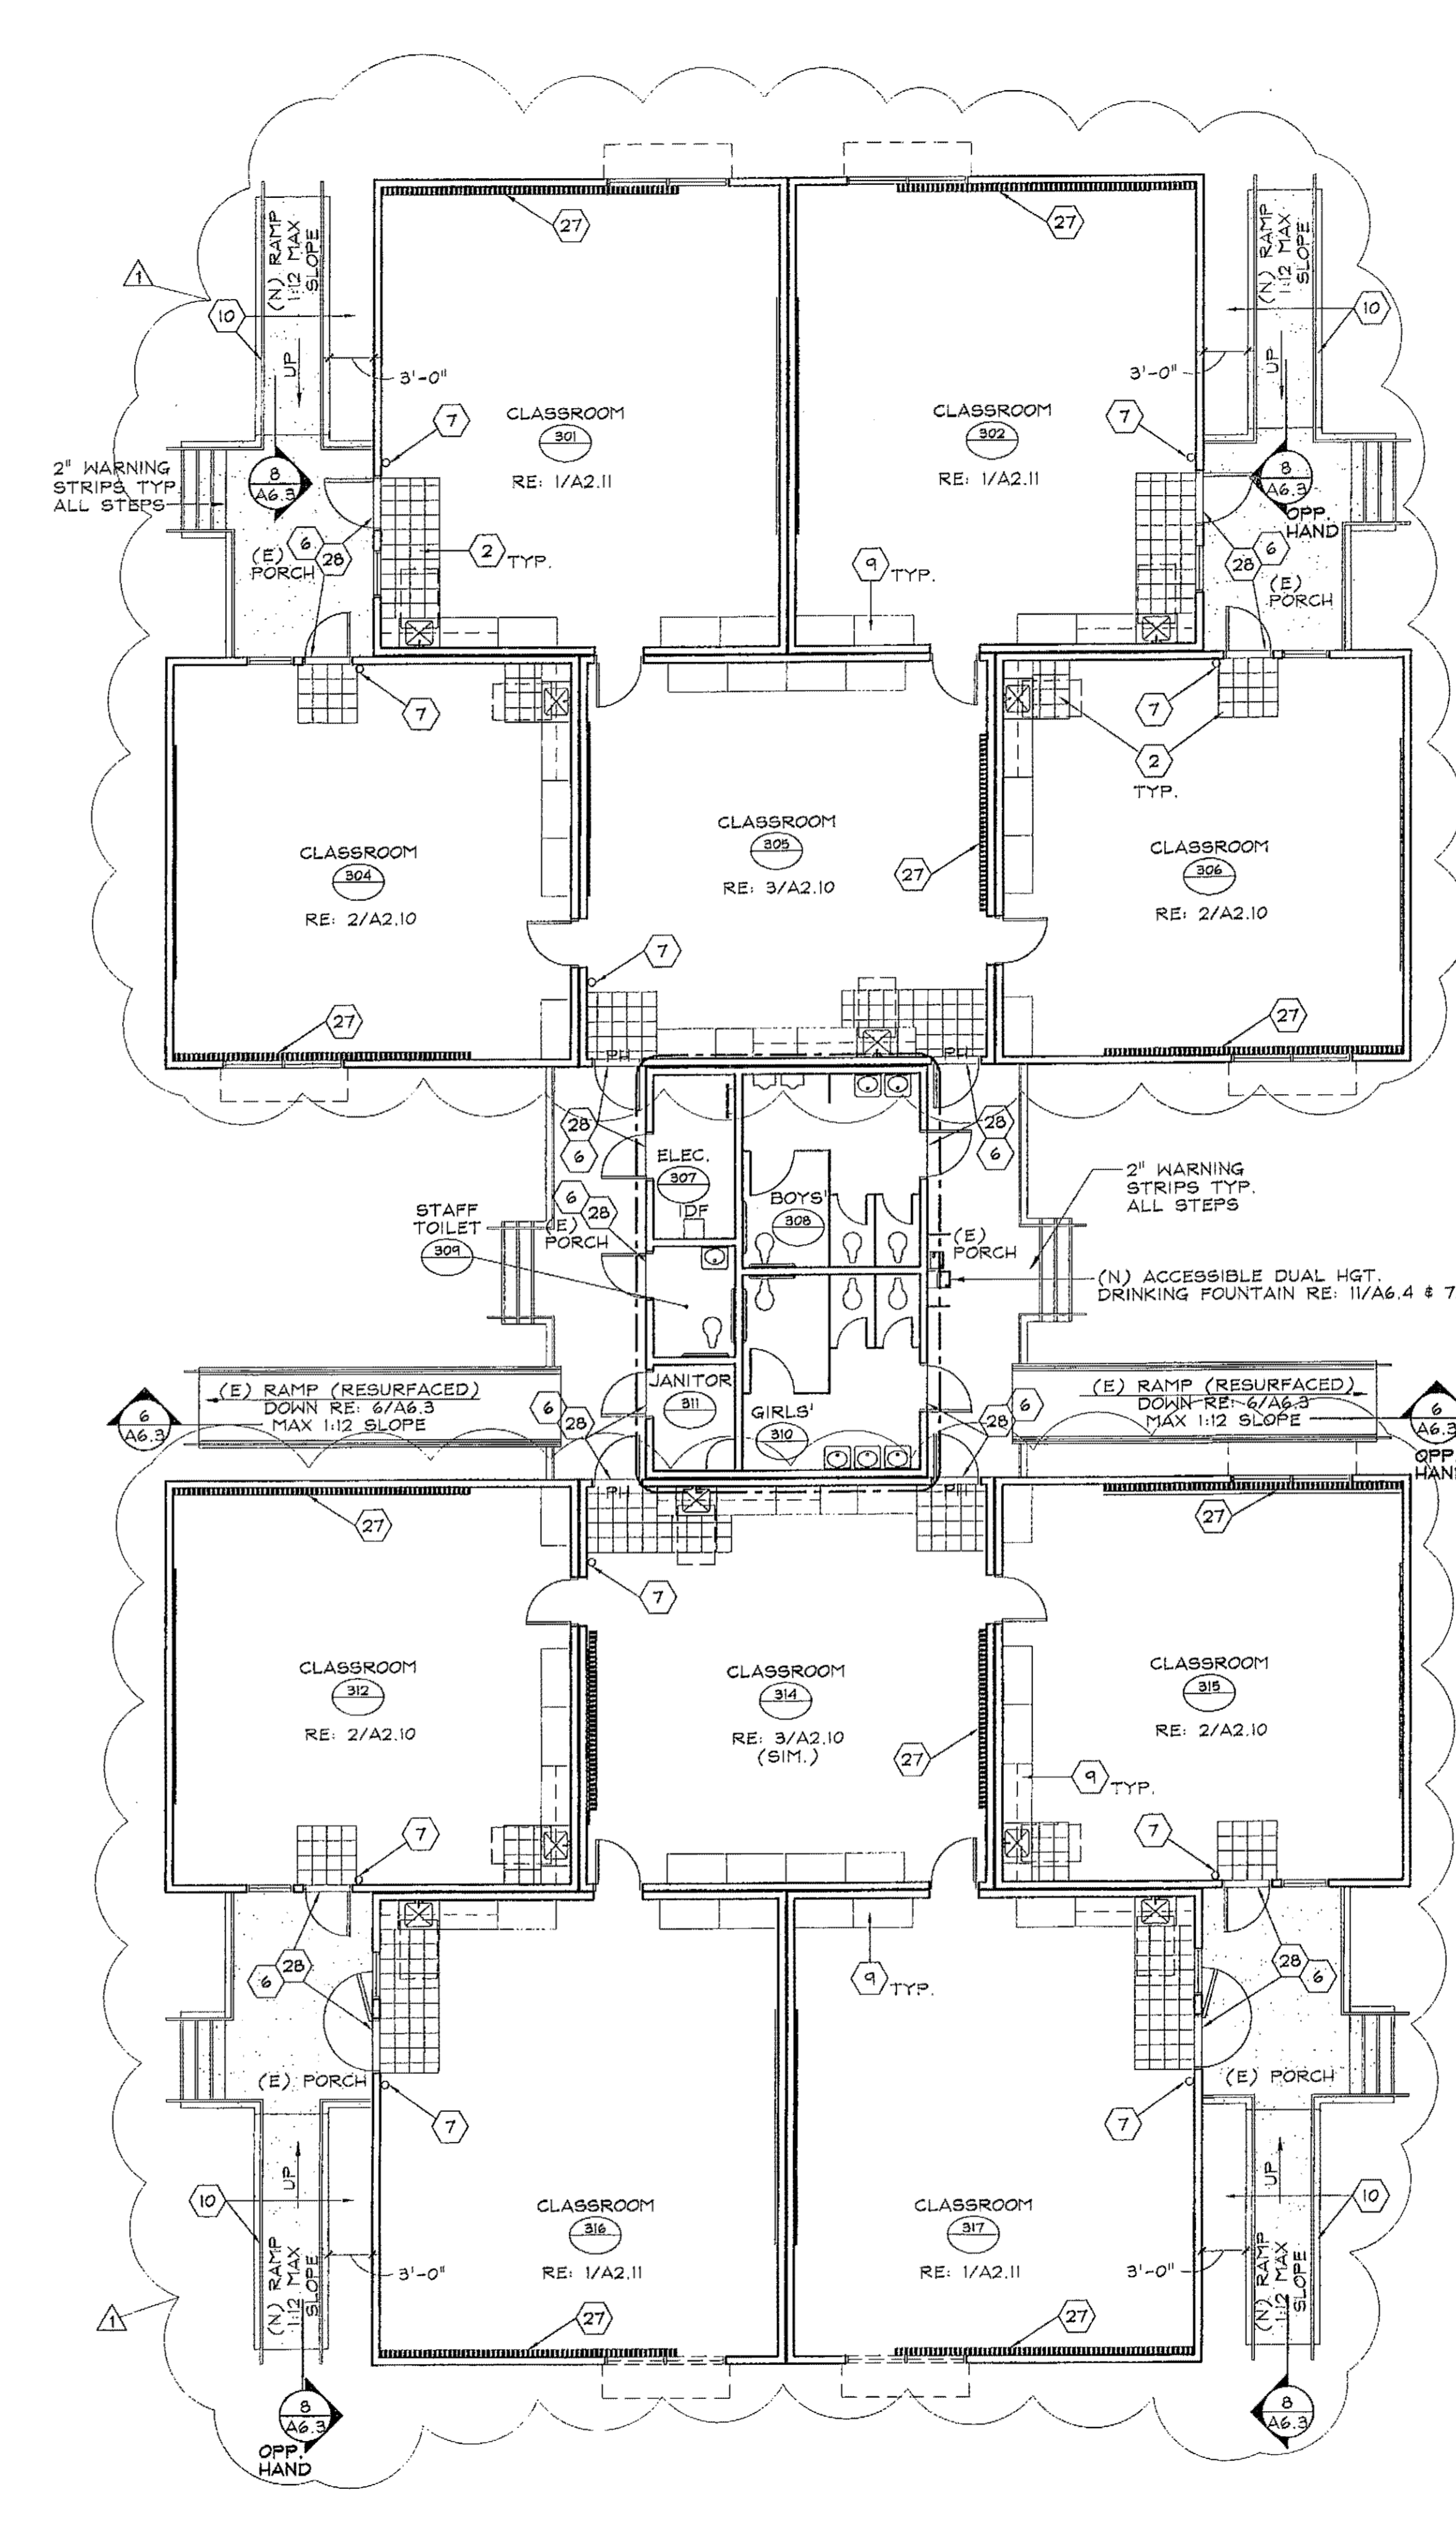 27
27
(N) RAMP
1:12 MAX
SLOPE
(N) RAMP
1:12 MAX
SLOPE
1
10
10
UP
3'-0"
3'-0"
UP
7
CLASSROOM
301
RE: 1/A2.11
CLASSROOM
302
RE: 1/A2.11
7
2" WARNING
STRIPS TYP
ALL STEPS
8
A6.3
8
A6.3
OPP.
HAND
6
28
(E)
PORCH
2
TYP.
9
TYP.
6
28
(E)
PORCH
7
7
2
TYP.
CLASSROOM
304
RE: 2/A2.10
CLASSROOM
305
RE: 3/A2.10
27
CLASSROOM
306
RE: 2/A2.10
7
27
27
PH
PH
28
6
28
6
ELEC.
307
IDF
BOYS'
308
6
28
(E)
PORCH
STAFF
TOILET
309
(E)
PORCH
2" WARNING
STRIPS TYP.
ALL STEPS
(N) ACCESSIBLE DUAL HGT.
DRINKING FOUNTAIN RE: 11/A6.4 & 7
(E) RAMP (RESURFACED)
DOWN RE: 6/A6.3
MAX 1:12 SLOPE
6
A6.3
6
28
JANITOR
311
GIRLS'
310
28
6
(E) RAMP (RESURFACED)
DOWN RE: 6/A6.3
MAX 1:12 SLOPE
6
A6.3
OPP.
HAN
PH
PH
27
27
7
CLASSROOM
312
RE: 2/A2.10
CLASSROOM
314
RE: 3/A2.10
(SIM.)
27
CLASSROOM
315
RE: 2/A2.10
9
TYP.
7
7
28
6
9
TYP.
28
6
(E) PORCH
(E) PORCH
7
7
10
UP
UP
10
CLASSROOM
316
RE: 1/A2.11
CLASSROOM
317
RE: 1/A2.11
(N) RAMP
1:12 MAX
SLOPE
3'-0"
3'-0"
(N) RAMP
1:12 MAX
SLOPE
1
27
27
8
A6.3
OPP.
HAND
8
A6.3